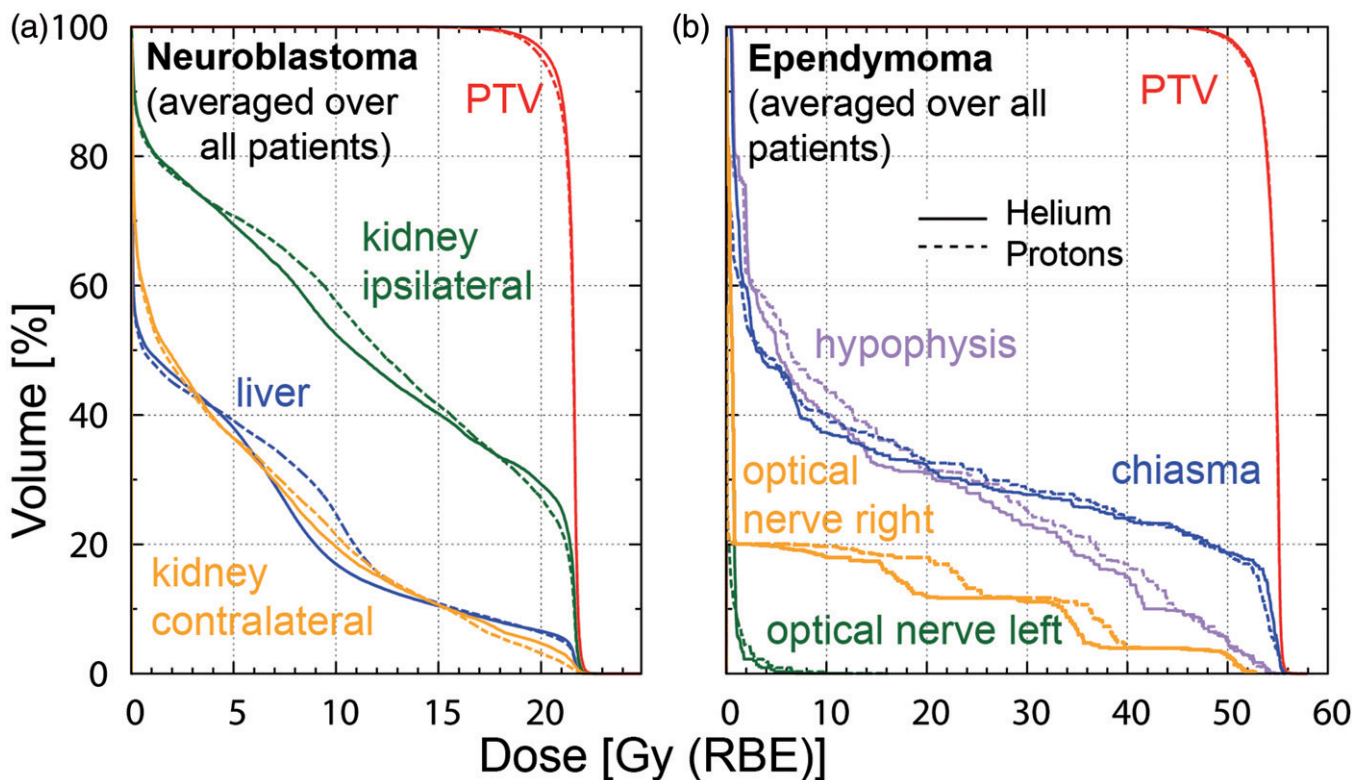 (a)
100
80
60
40
20
0
Volume [%]
Neuroblastoma
(averaged over
all patients)
PTV
kidney
ipsilateral
liver
kidney
contralateral
0 5 10 15 20
(b)
Ependymoma
(averaged over all
patients)
PTV
Helium
Protons
hypophysis
optical
nerve right
chiasma
optical nerve left
0 10 20 30 40 50 60
Dose [Gy (RBE)]